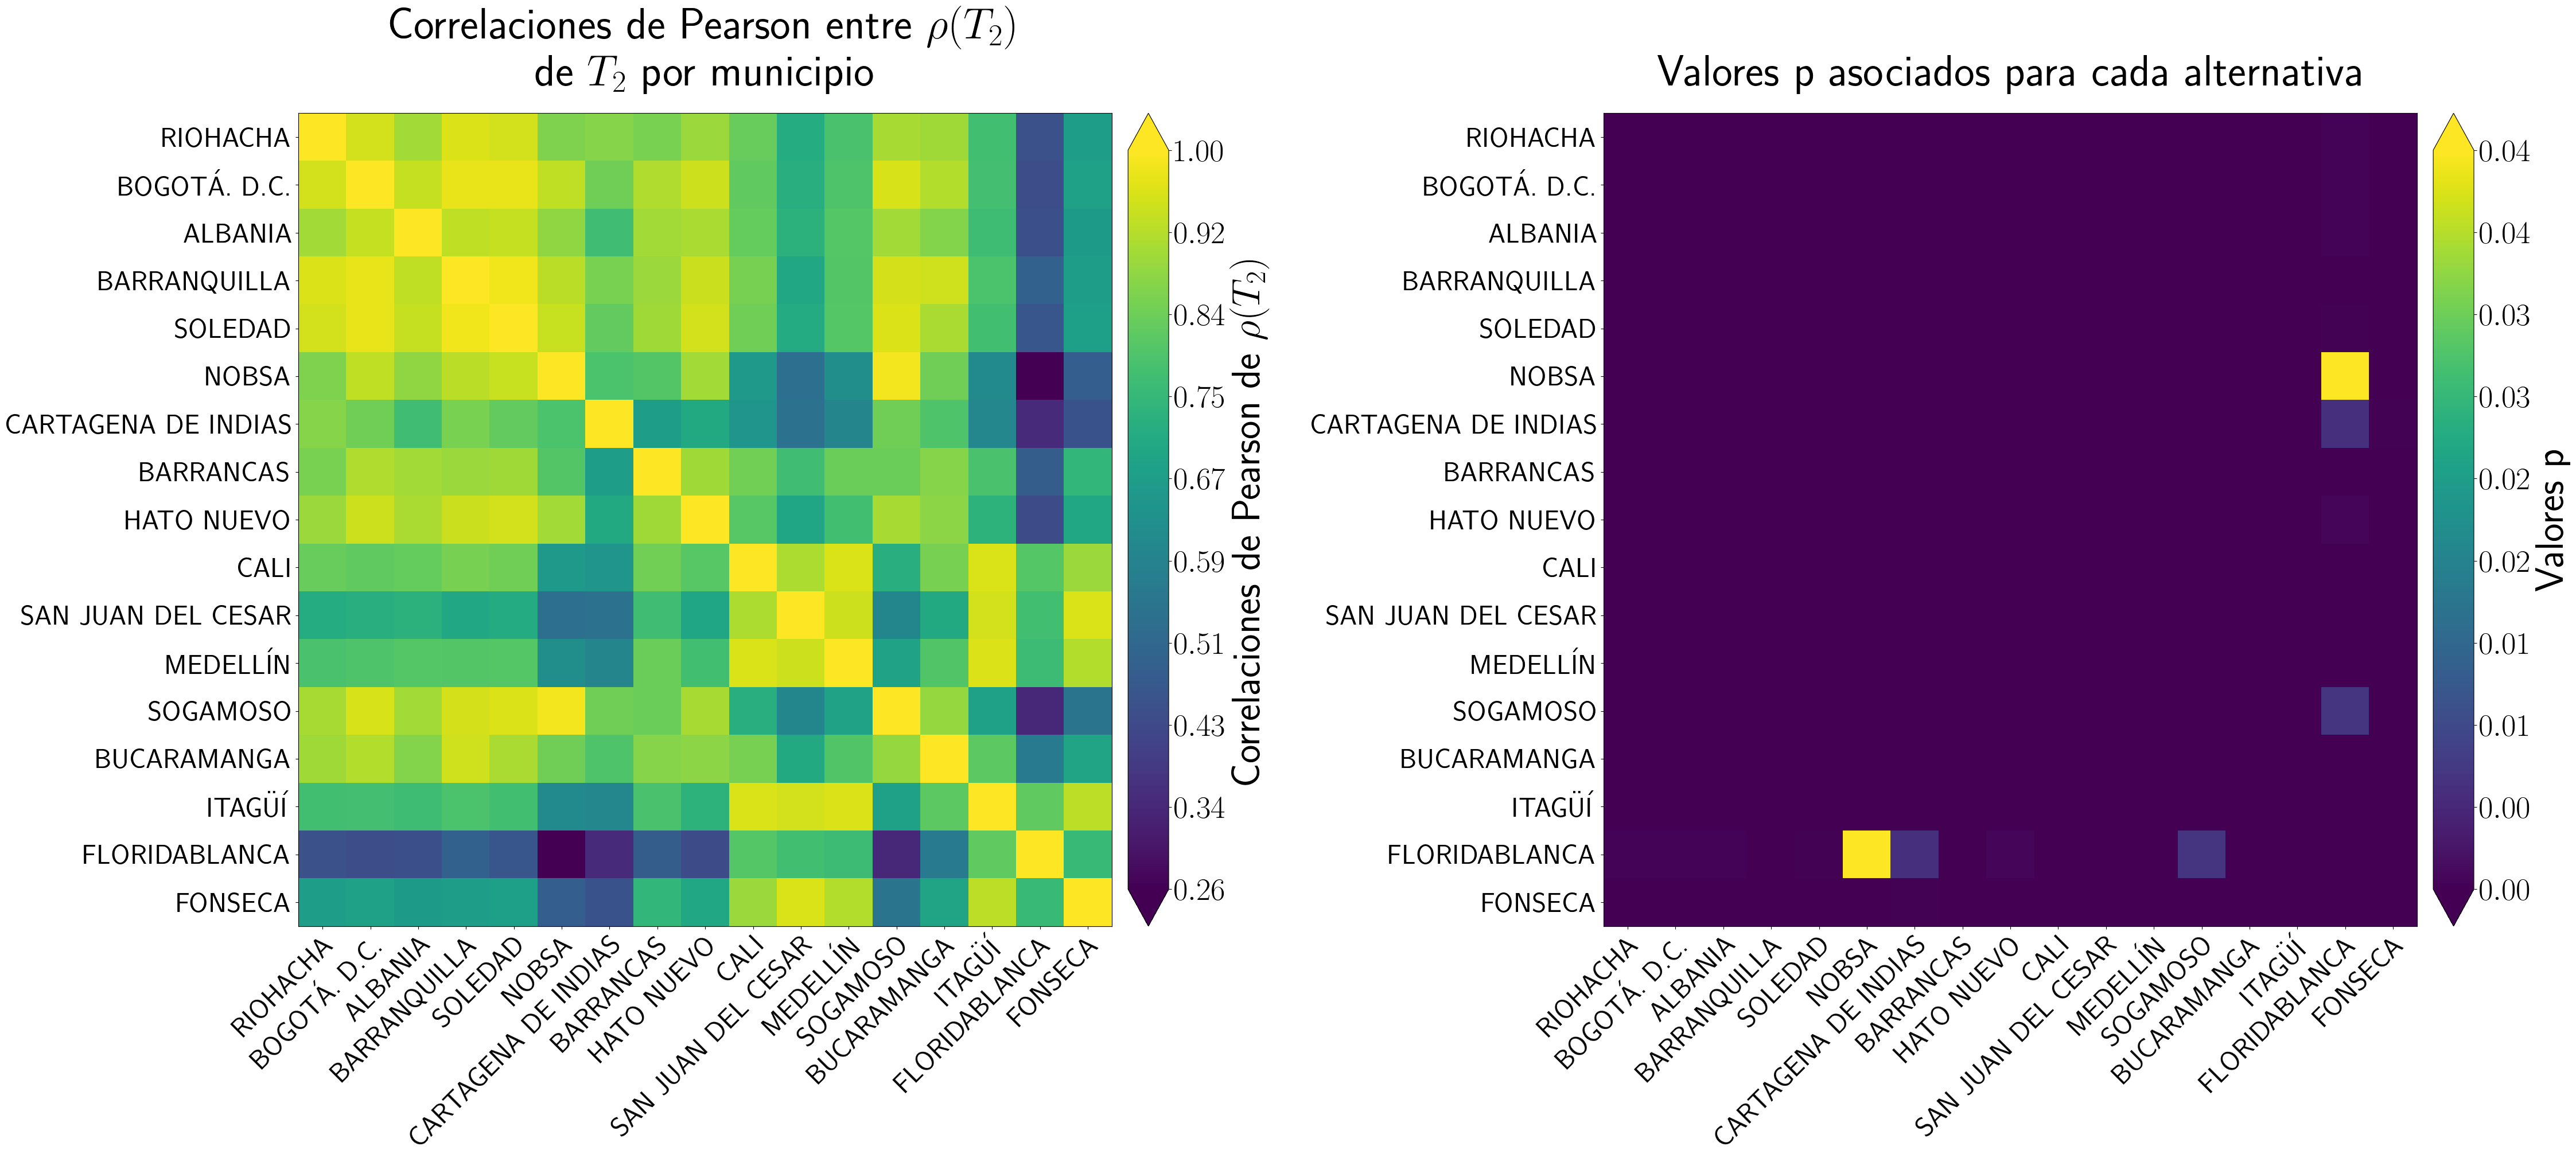 Correlaciones de Pearson entre ρ(T₂)
de T₂ por municipio
RIOHACHA
BOGOTÁ. D.C.
ALBANIA
BARRANQUILLA
SOLEDAD
NOBSA
CARTAGENA DE INDIAS
BARRANCAS
HATO NUEVO
CALI
SAN JUAN DEL CESAR
MEDELLÍN
SOGAMOSO
BUCARAMANGA
ITAGÜÍ
FLORIDABLANCA
FONSECA
RIOHACHA
BOGOTÁ. D.C.
ALBANIA
BARRANQUILLA
SOLEDAD
NOBSA
CARTAGENA DE INDIAS
BARRANCAS
HATO NUEVO
CALI
SAN JUAN DEL CESAR
MEDELLÍN
SOGAMOSO
BUCARAMANGA
ITAGÜÍ
FLORIDABLANCA
FONSECA
1.00
0.92
0.84
0.75
0.67
0.59
0.51
0.43
0.34
0.26
Correlaciones de Pearson de ρ(T₂)
Valores p asociados para cada alternativa
RIOHACHA
BOGOTÁ. D.C.
ALBANIA
BARRANQUILLA
SOLEDAD
NOBSA
CARTAGENA DE INDIAS
BARRANCAS
HATO NUEVO
CALI
SAN JUAN DEL CESAR
MEDELLÍN
SOGAMOSO
BUCARAMANGA
ITAGÜÍ
FLORIDABLANCA
FONSECA
RIOHACHA
BOGOTÁ. D.C.
ALBANIA
BARRANQUILLA
SOLEDAD
NOBSA
CARTAGENA DE INDIAS
BARRANCAS
HATO NUEVO
CALI
SAN JUAN DEL CESAR
MEDELLÍN
SOGAMOSO
BUCARAMANGA
ITAGÜÍ
FLORIDABLANCA
FONSECA
0.04
0.04
0.03
0.03
0.02
0.02
0.01
0.01
0.00
0.00
Valores p